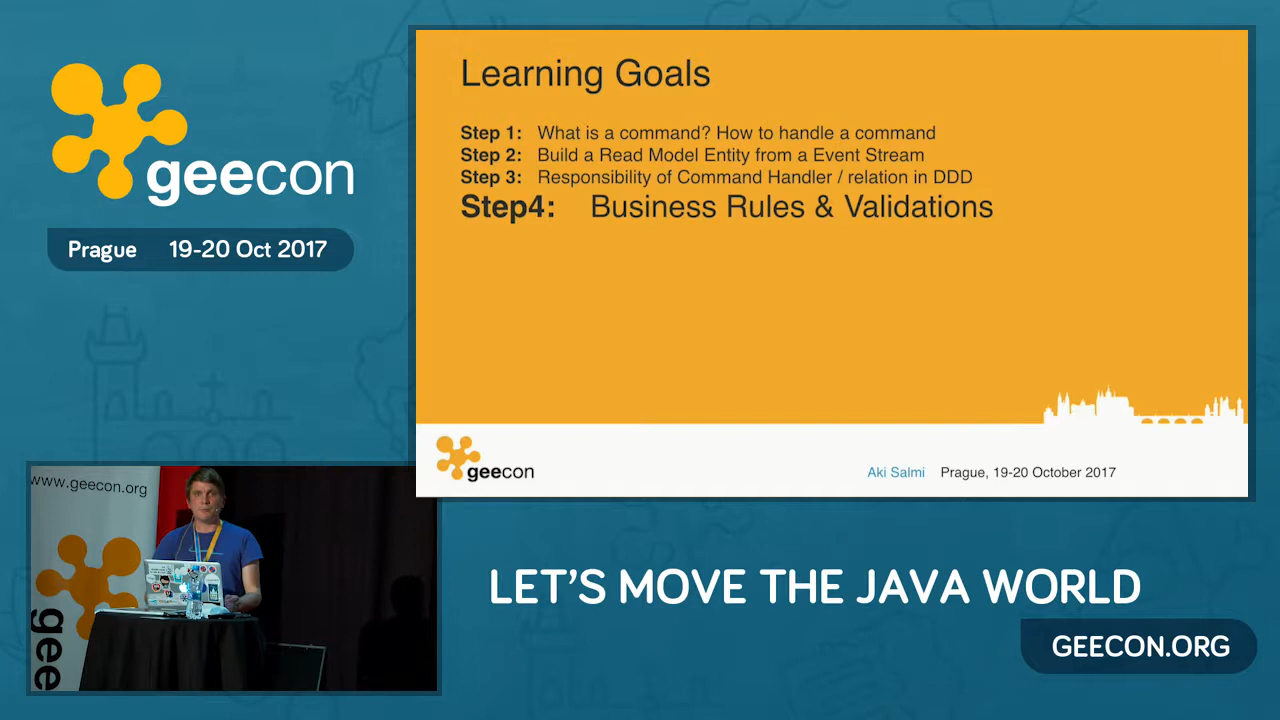 geecon
Prague 19-20 Oct 2017
Learning Goals
Step 1: What is a command? How to handle a command
Step 2: Build a Read Model Entity from a Event Stream
Step 3: Responsibility of Command Handler / relation in DDD
Step4: Business Rules & Validations
geecon
Aki Salmi Prague, 19-20 October 2017
www.geecon.org
gee
LET'S MOVE THE JAVA WORLD
GEECON.ORG